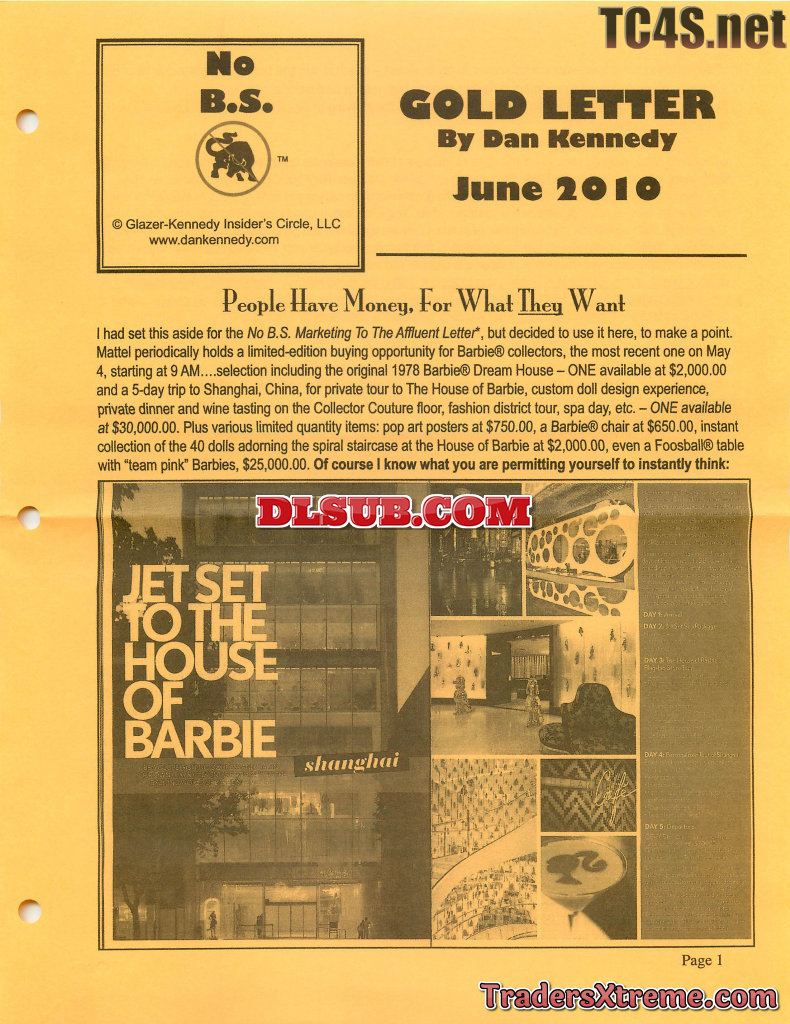 TC4S.net
No
B.S.
TM
© Glazer-Kennedy Insider's Circle, LLC
www.dankennedy.com
GOLD LETTER
By Dan Kennedy
June 2010
People Have Money, For What They Want
I had set this aside for the No B.S. Marketing To The Affluent Letter*, but decided to use it here, to make a point.
Mattel periodically holds a limited-edition buying opportunity for Barbie® collectors, the most recent one on May
4, starting at 9 AM….selection including the original 1978 Barbie® Dream House – ONE available at $2,000.00
and a 5-day trip to Shanghai, China, for private tour to The House of Barbie, custom doll design experience,
private dinner and wine tasting on the Collector Couture floor, fashion district tour, spa day, etc. – ONE available
at $30,000.00. Plus various limited quantity items: pop art posters at $750.00, a Barbie® chair at $650.00, instant
collection of the 40 dolls adorning the spiral staircase at the House of Barbie at $2,000.00, even a Foosball® table
with "team pink" Barbies, $25,000.00. Of course I know what you are permitting yourself to instantly think:
DLSUB.COM
JET SET
TO THE
HOUSE
OF
BARBIE
shanghai
DAY 1:
DAY 2:
DAY 3:
DAY 4:
Café
DAY 5:
Page 1
TradersXtreme.com